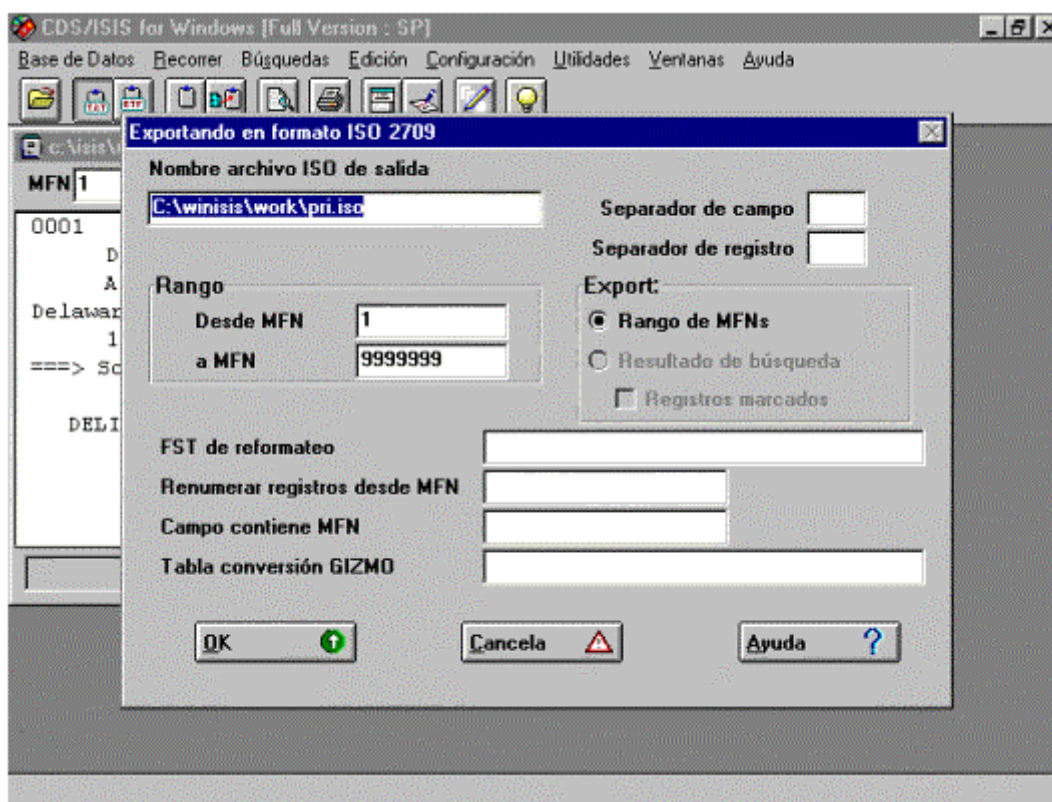 CDS/ISIS for Windows [Full Version : SP]
Base de Datos Recorrer Búsquedas Edición Configuración Utilidades Ventanas Ayuda
Exportando en formato ISO 2709
c:\isis\
MFN 1
Nombre archivo ISO de salida
C:\winisis\work\pri.iso
Separador de campo
Separador de registro
0001
D
A
Delawar
1
===> So
DELI
Rango
Desde MFN 1
a MFN 9999999
Export:
Rango de MFNs
Resultado de búsqueda
Registros marcados
FST de reformateo
Renumerar registros desde MFN
Campo contiene MFN
Tabla conversión GIZMO
OK Cancela Ayuda ?